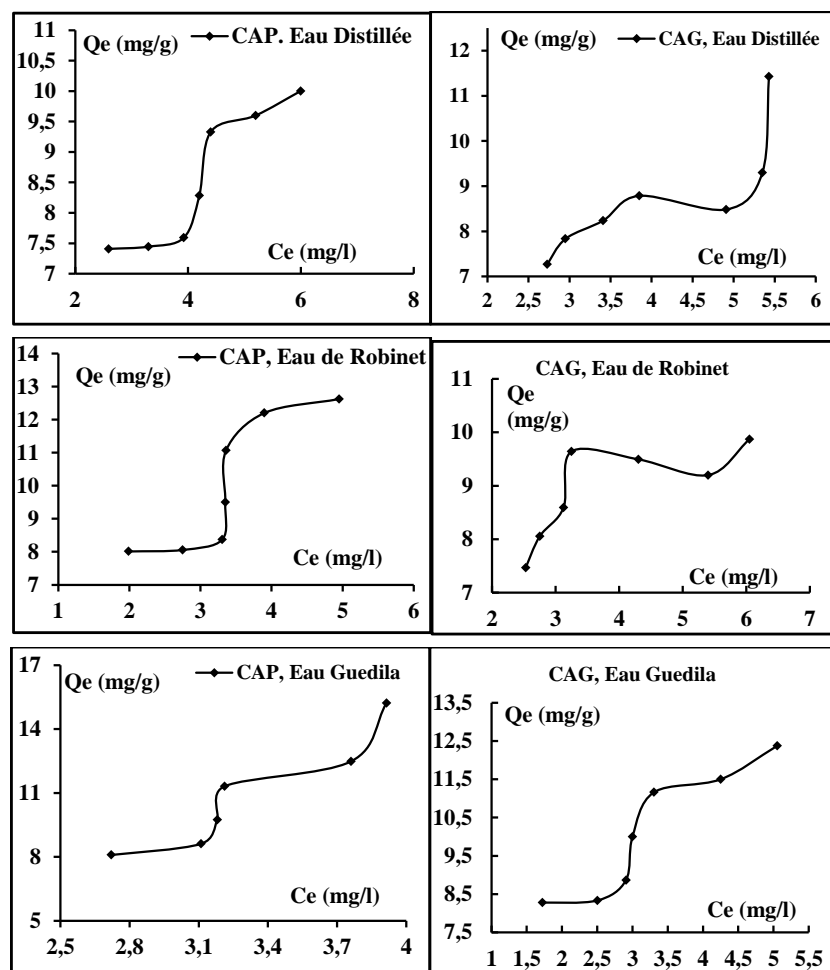 Qe (mg/g)
CAP. Eau Distillée
11
10,5
10
9,5
9
8,5
8
7,5
7
Ce (mg/l)
2 4 6 8
Qe (mg/g)
CAG, Eau Distillée
12
11
10
9
8
7
Ce (mg/l)
2 2,5 3 3,5 4 4,5 5 5,5 6
Qe (mg/g)
CAP, Eau de Robinet
14
13
12
11
10
9
8
7
Ce (mg/l)
1 2 3 4 5 6
CAG, Eau de Robinet
Qe
(mg/g)
11
10
9
8
7
Ce (mg/l)
2 3 4 5 6 7
Qe (mg/g)
CAP, Eau Guedila
17
14
11
8
5
Ce (mg/l)
2,5 2,8 3,1 3,4 3,7 4
CAG, Eau Guedila
Qe (mg/g)
13,5
12,5
11,5
10,5
9,5
8,5
7,5
Ce (mg/l)
1 1,5 2 2,5 3 3,5 4 4,5 5 5,5